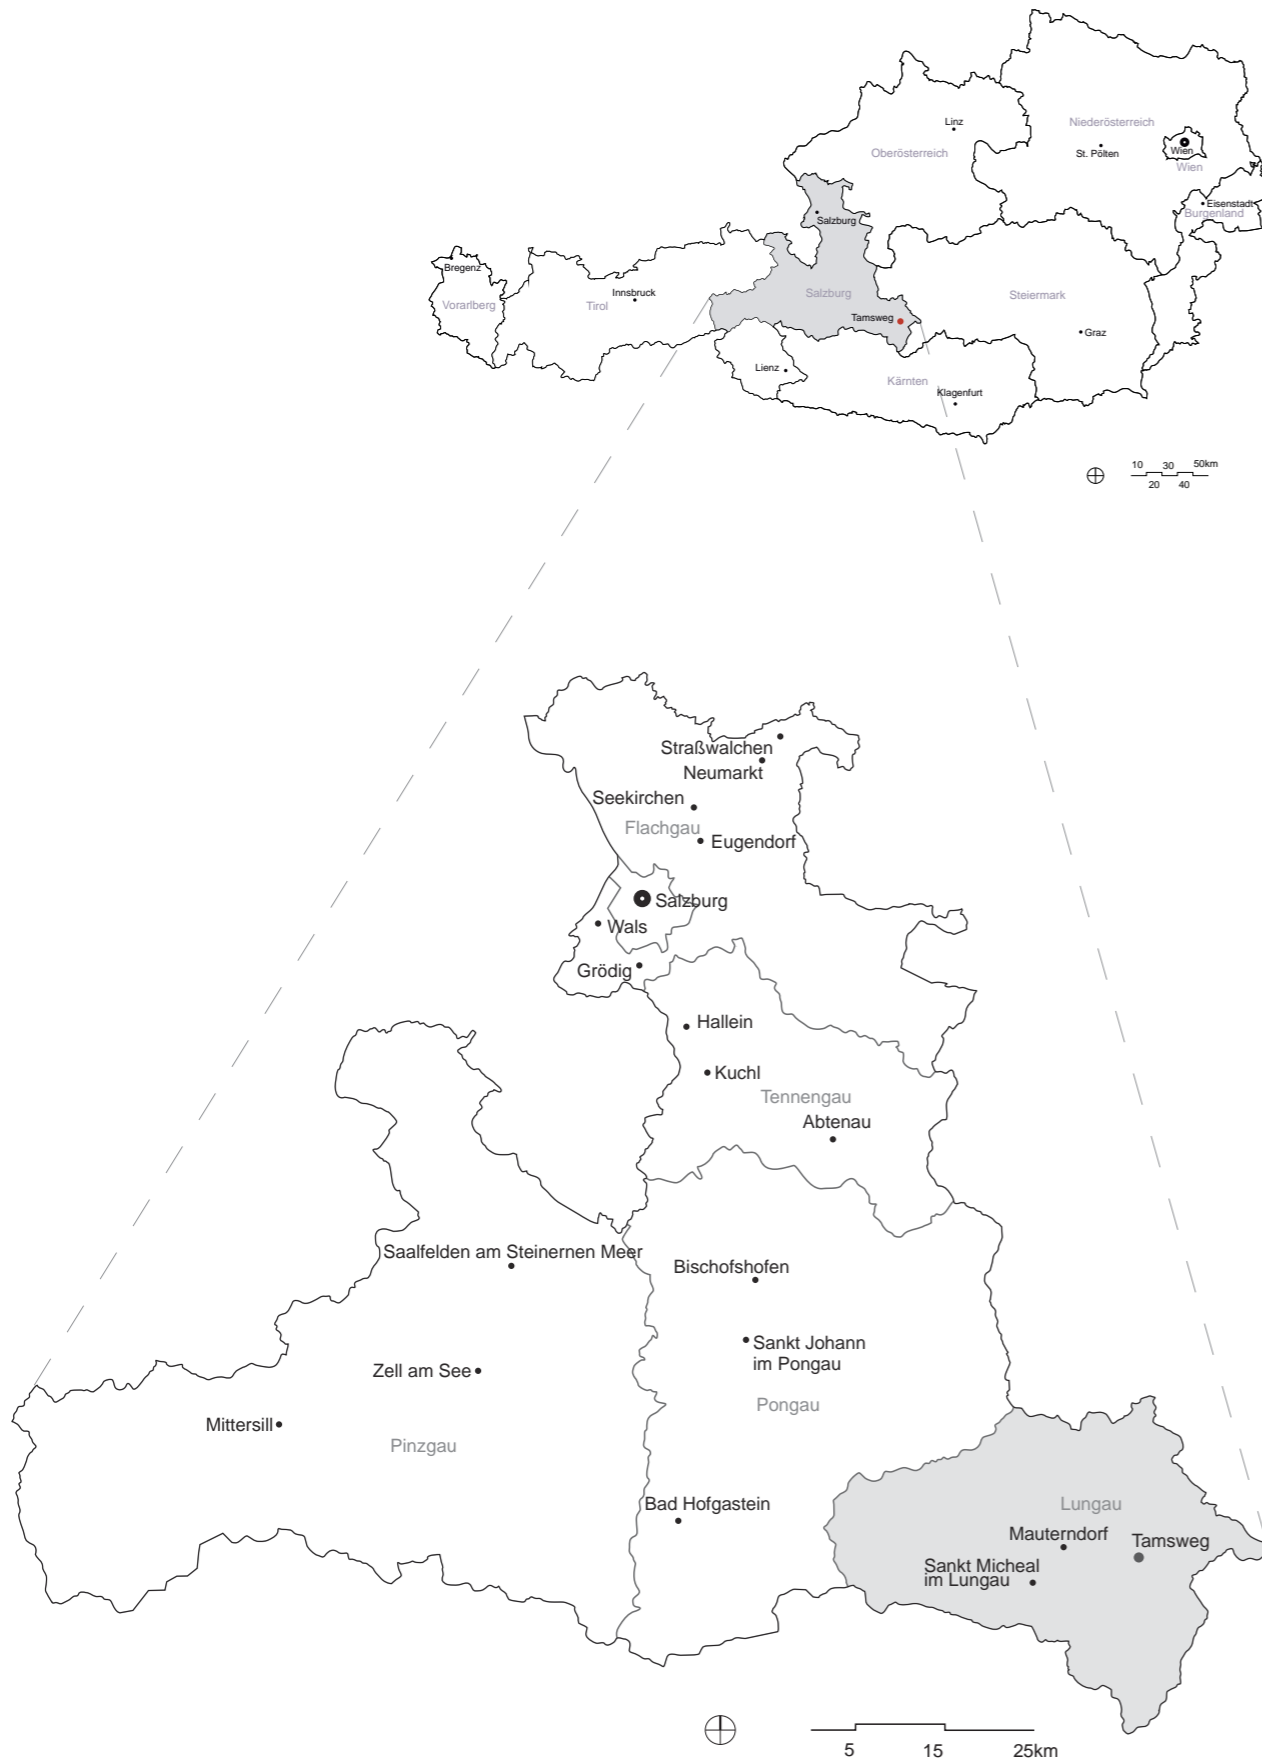 Linz
Niederösterreich
Oberösterreich
St. Pölten
Wien
Wien
Eisenstadt
Burgenland
Salzburg
Bregenz
Vorarlberg
Innsbruck
Tirol
Salzburg
Steiermark
Tamsweg
Graz
Lienz
Kärnten
Klagenfurt
10 30 50km
20 40
Straßwalchen
Neumarkt
Seekirchen
Flachgau
Eugendorf
Salzburg
Wals
Grödig
Hallein
Kuchl
Tennengau
Abtenau
Saalfelden am Steinernen Meer
Bischofshofen
Sankt Johann
im Pongau
Zell am See
Pongau
Mittersill
Pinzgau
Bad Hofgastein
Lungau
Mauterndorf
Tamsweg
Sankt Micheal
im Lungau
5 15 25km